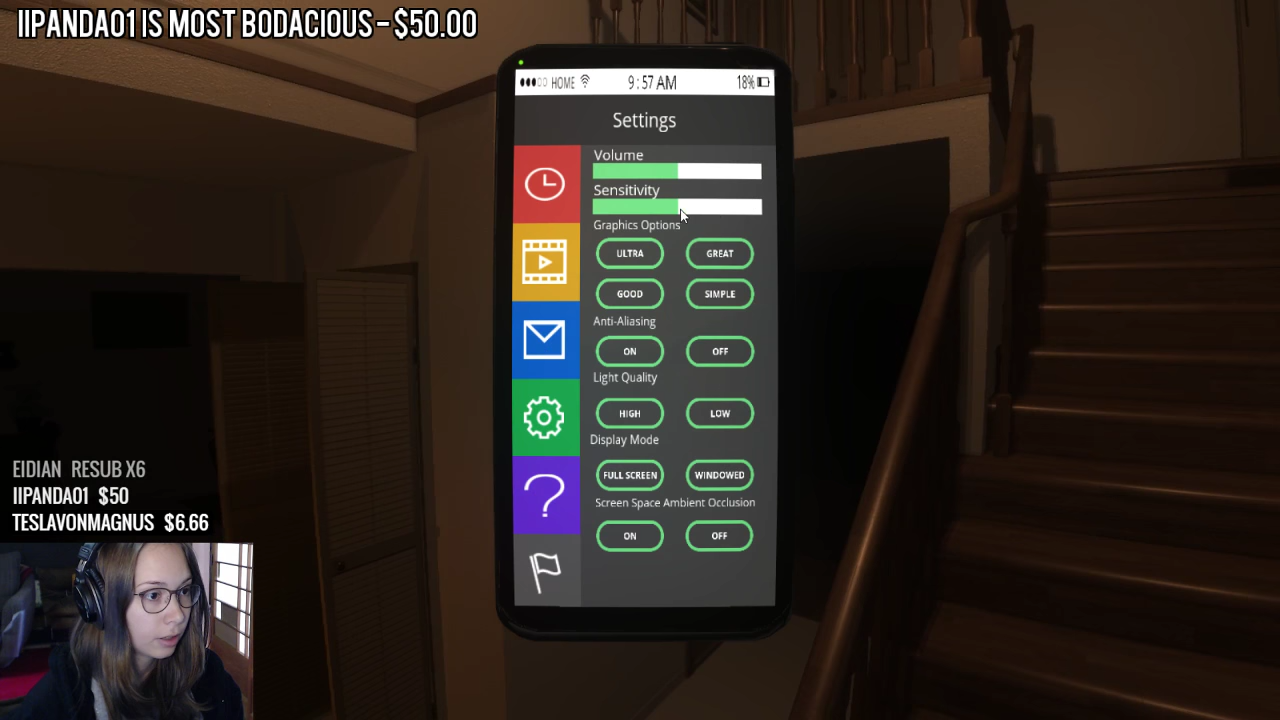 IIPANDA01 IS MOST BODACIOUS - $50.00
HOME 9:57 AM 18%
Settings
Volume
Sensitivity
Graphics Options
ULTRA GREAT
GOOD SIMPLE
Anti-Aliasing
ON OFF
Light Quality
HIGH LOW
Display Mode
FULL SCREEN WINDOWED
Screen Space Ambient Occlusion
ON OFF
EIDIAN RESUB X6
IIPANDA01 $50
TESLAVONMAGNUS $6.66